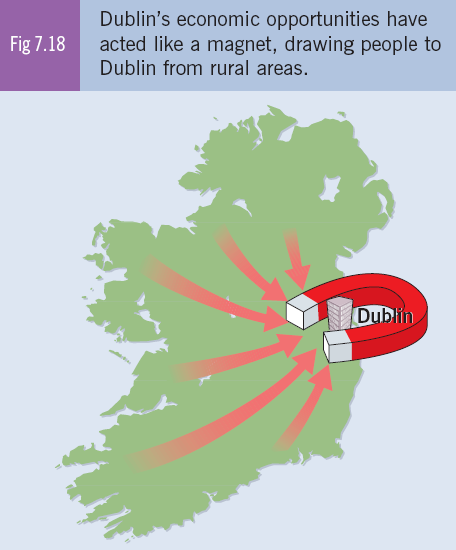 Fig 7.18
Dublin’s economic opportunities have
acted like a magnet, drawing people to
Dublin from rural areas.
Dublin